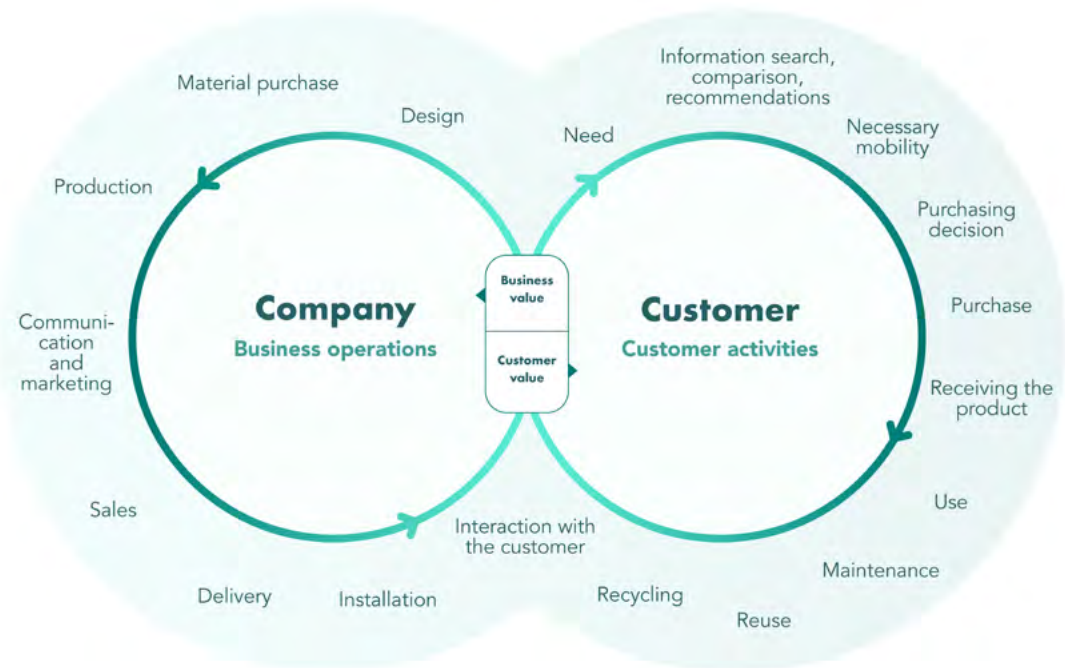 Material purchase
Design
Production
Communi-
cation
and
marketing
Sales
Delivery
Installation
Interaction with
the customer
Company
Business operations
Business
value
Customer
value
Customer
Customer activities
Need
Information search,
comparison,
recommendations
Necessary
mobility
Purchasing
decision
Purchase
Receiving the
product
Use
Maintenance
Reuse
Recycling